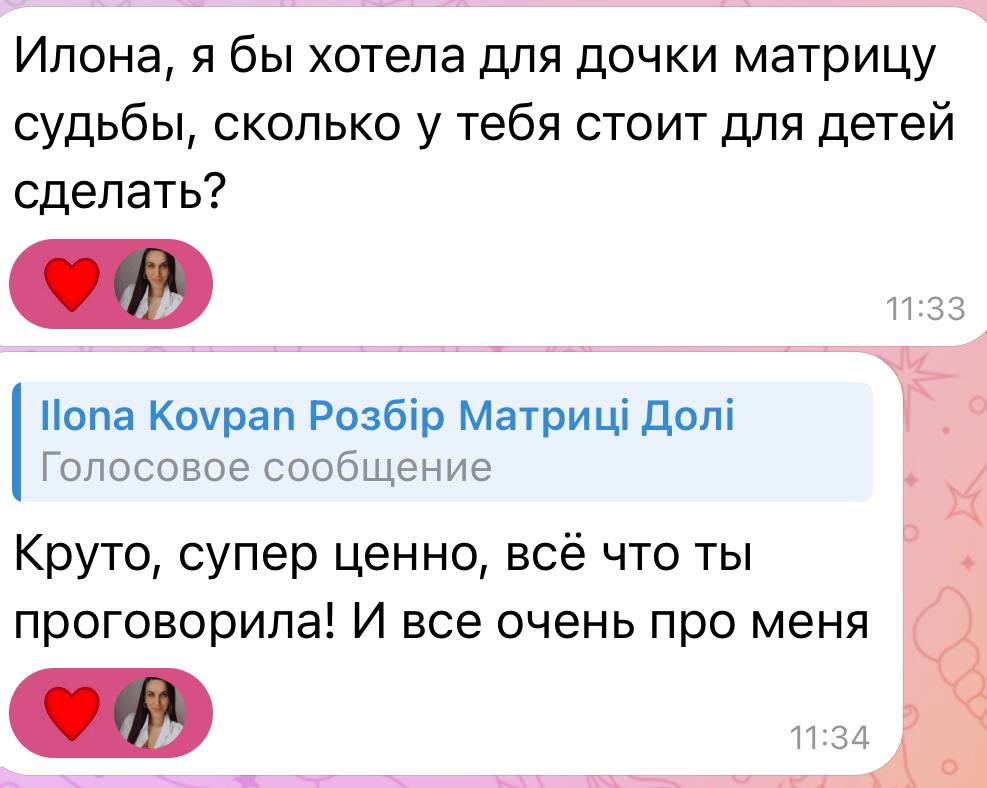 Илона, я бы хотела для дочки матрицу
судьбы, сколько у тебя стоит для детей
сделать?
11:33
Ilona Kovpan Розбір Матриці Долі
Голосовое сообщение
Круто, супер ценно, всё что ты
проговорила! И все очень про меня
11:34